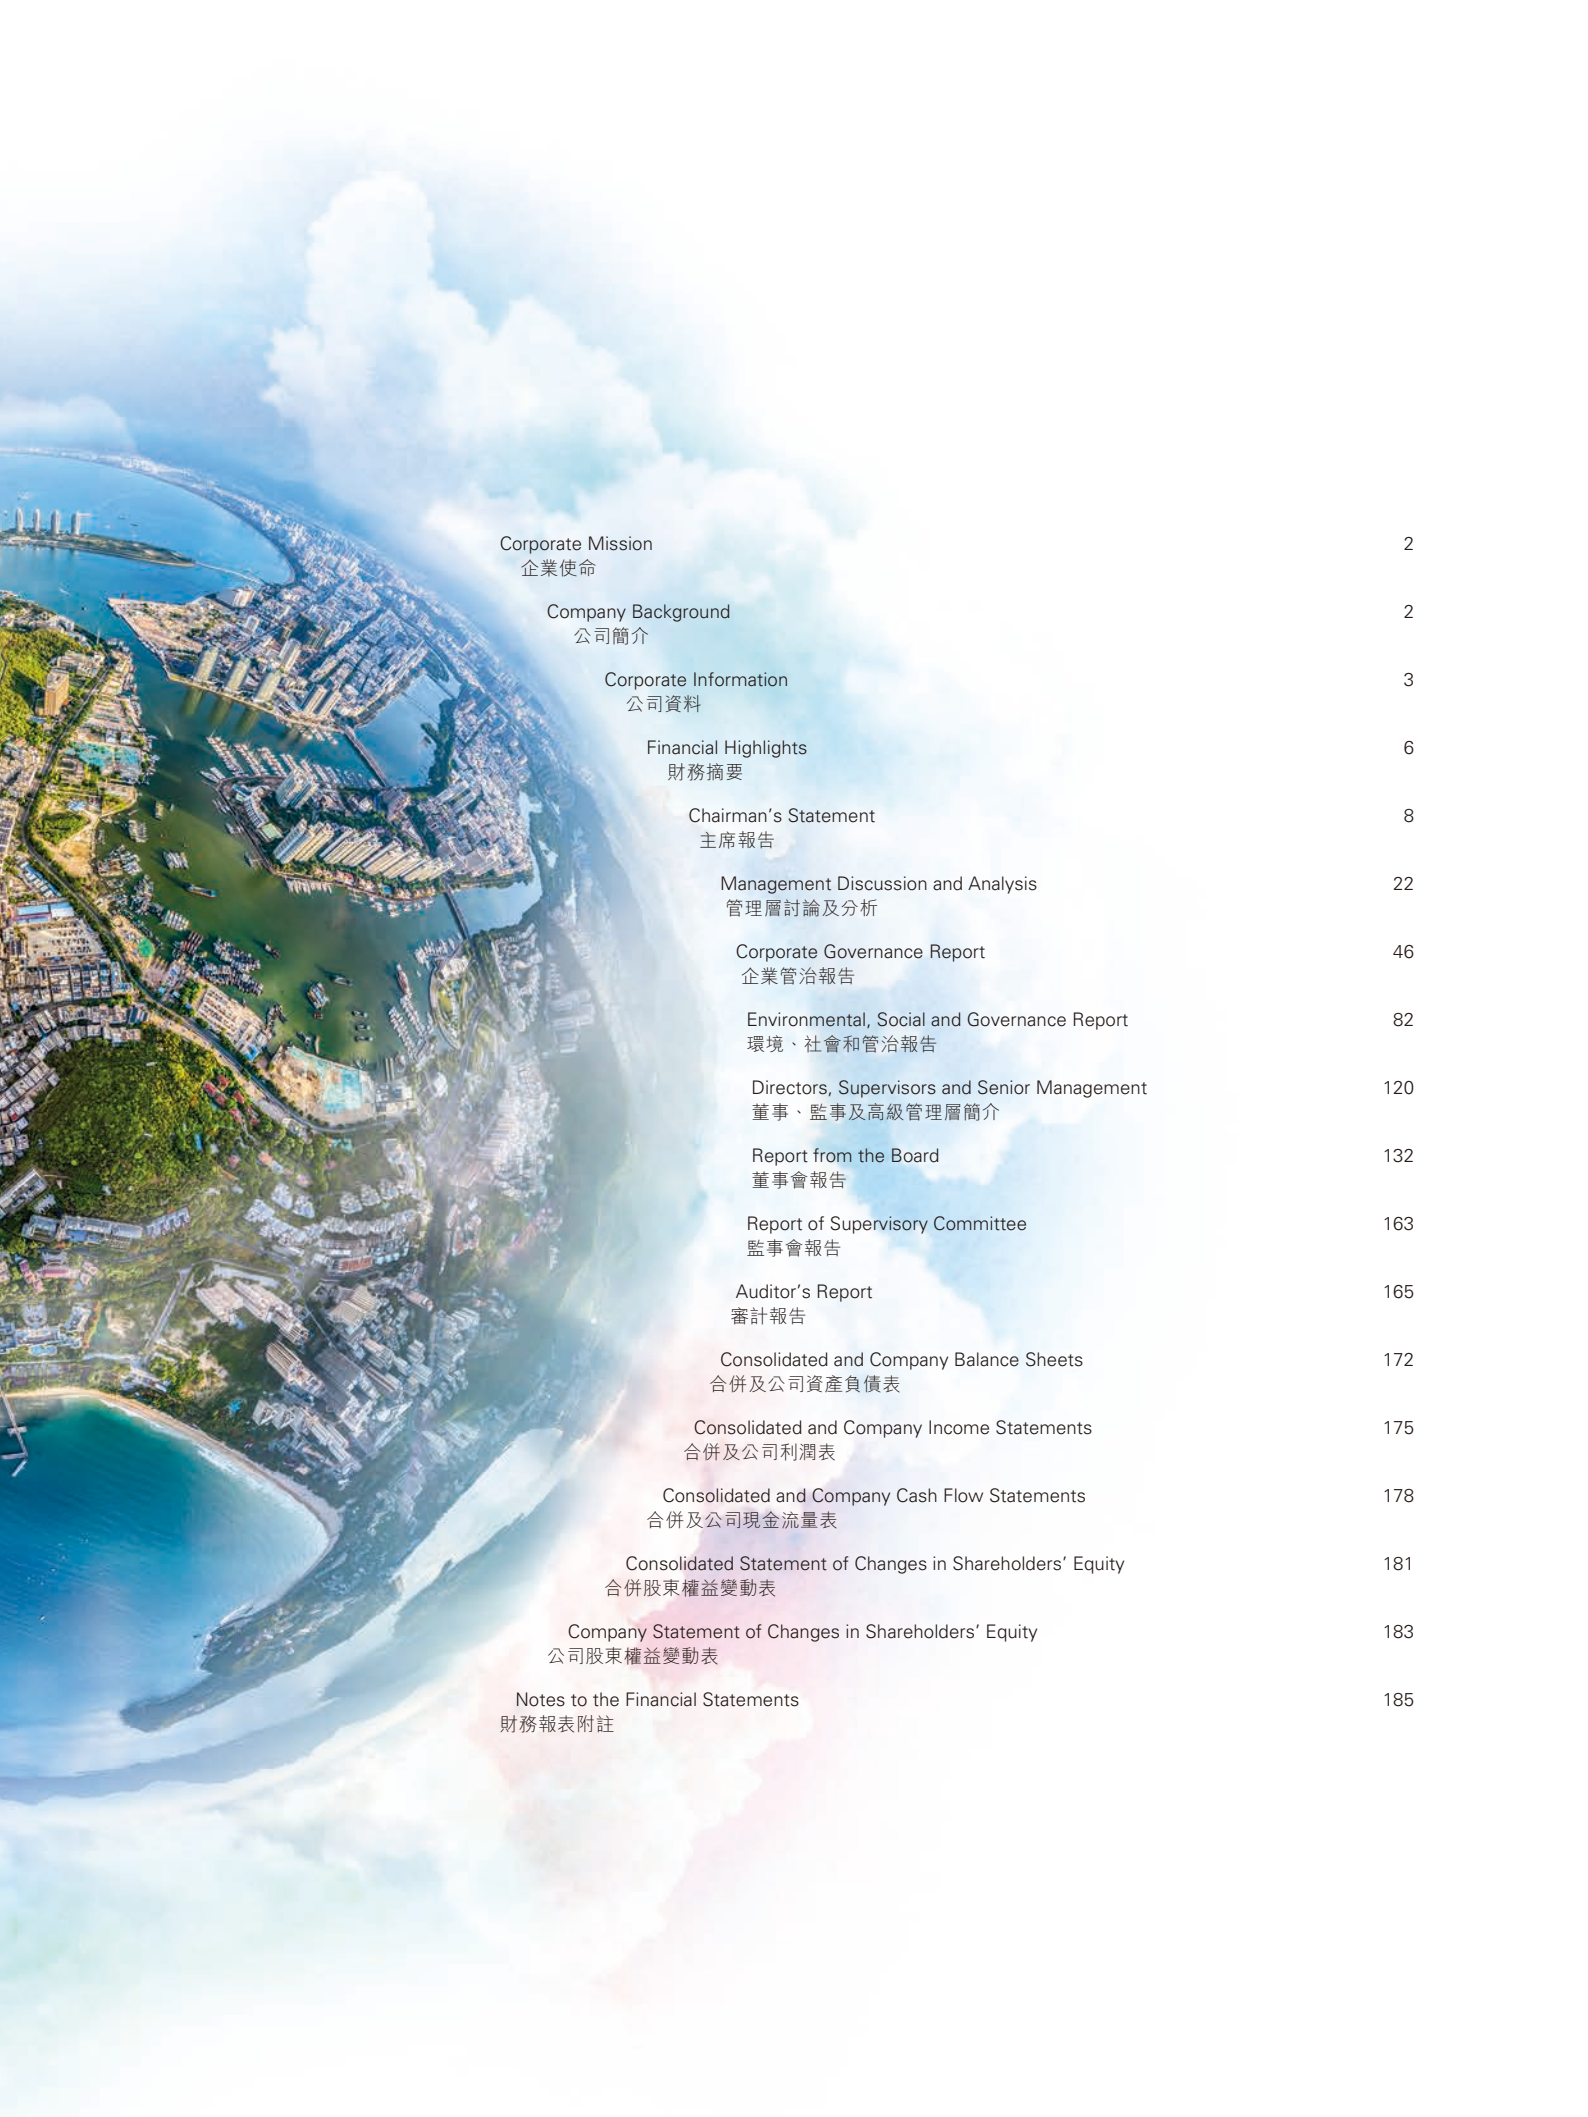 Corporate Mission 2
企業使命
Company Background 2
公司簡介
Corporate Information 3
公司資料
Financial Highlights 6
財務摘要
Chairman’s Statement 8
主席報告
Management Discussion and Analysis 22
管理層討論及分析
Corporate Governance Report 46
企業管治報告
Environmental, Social and Governance Report 82
環境、社會和管治報告
Directors, Supervisors and Senior Management 120
董事、監事及高級管理層簡介
Report from the Board 132
董事會報告
Report of Supervisory Committee 163
監事會報告
Auditor’s Report 165
審計報告
Consolidated and Company Balance Sheets 172
合併及公司資產負債表
Consolidated and Company Income Statements 175
合併及公司利潤表
Consolidated and Company Cash Flow Statements 178
合併及公司現金流量表
Consolidated Statement of Changes in Shareholders’ Equity 181
合併股東權益變動表
Company Statement of Changes in Shareholders’ Equity 183
公司股東權益變動表
Notes to the Financial Statements 185
財務報表附註